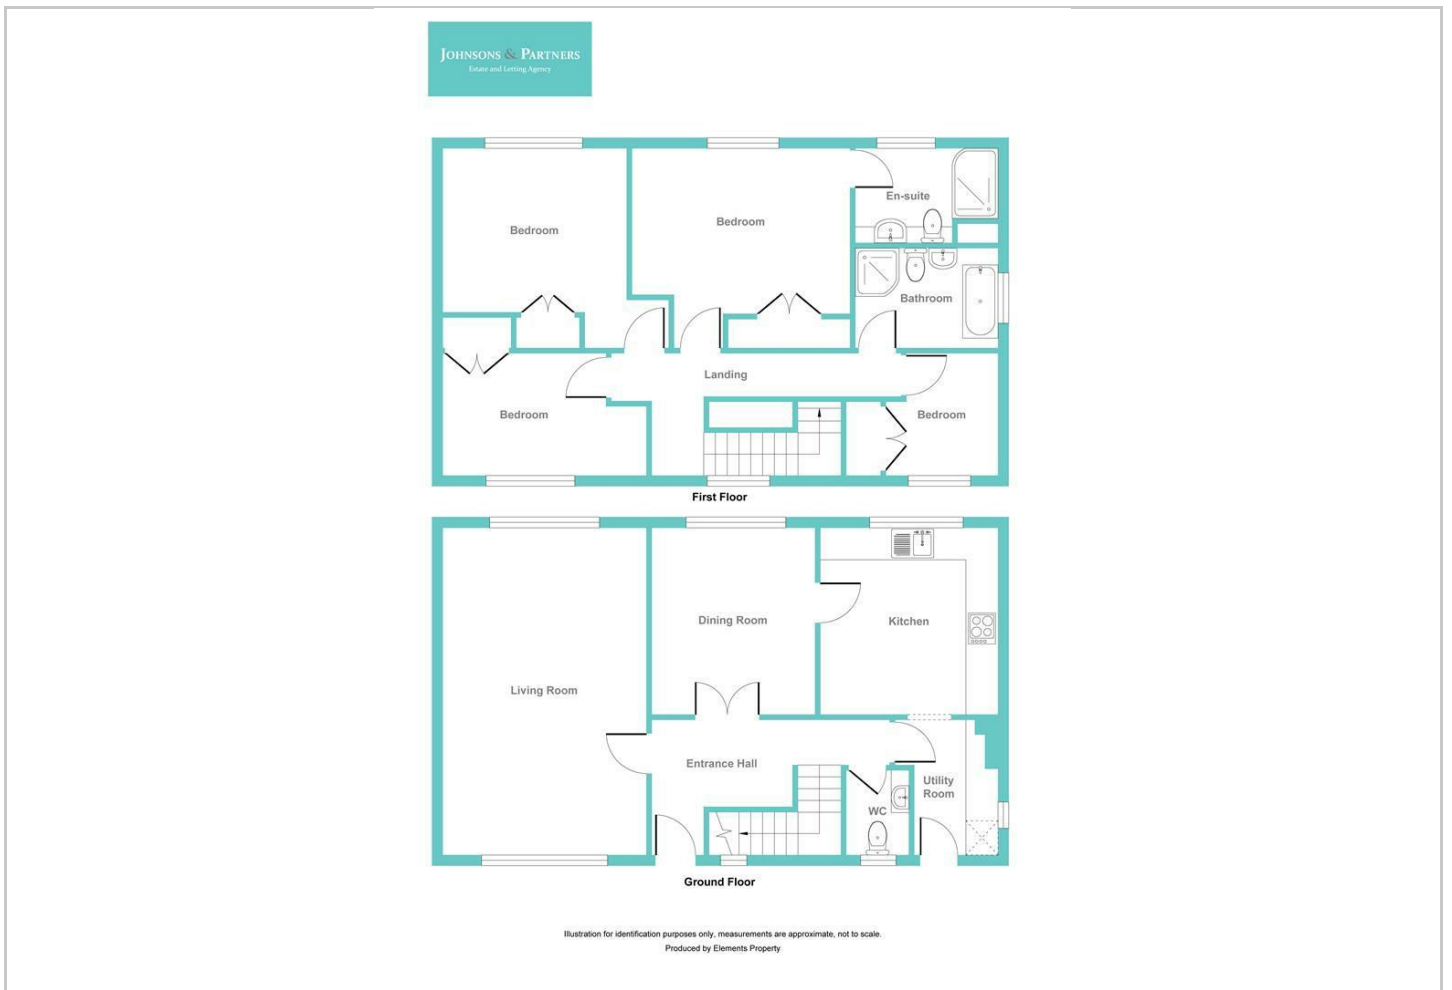 JOHNSONS & PARTNERS
Estate and Letting Agency
En-suite
Bedroom
Bedroom
Bathroom
Landing
Bedroom
Bedroom
First Floor
Dining Room
Kitchen
Living Room
Entrance Hall
Utility
Room
WC
Ground Floor
Illustration for identification purposes only, measurements are approximate, not to scale.
Produced by Elements Property